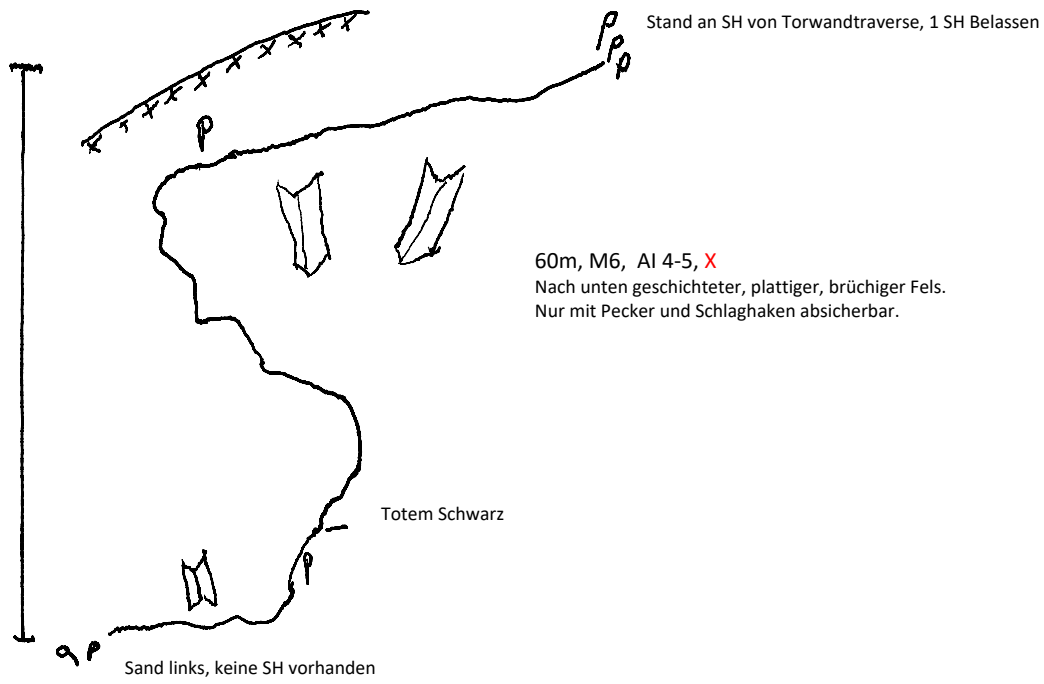 Stand an SH von Torwandtraverse, 1 SH Belassen
60m, M6, AI 4-5, X
Nach unten geschichteter, plattiger, brüchiger Fels.
Nur mit Pecker und Schlaghaken absicherbar.
Totem Schwarz
Sand links, keine SH vorhanden